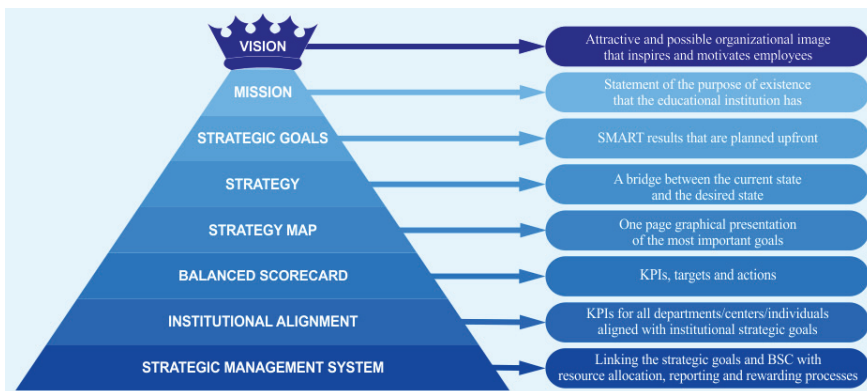 VISION
Attractive and possible organizational image
that inspires and motivates employees
MISSION
Statement of the purpose of existence
that the educational institution has
STRATEGIC GOALS
SMART results that are planned upfront
STRATEGY
A bridge between the current state
and the desired state
STRATEGY MAP
One page graphical presentation
of the most important goals
BALANCED SCORECARD
KPIs, targets and actions
INSTITUTIONAL ALIGNMENT
KPIs for all departments/centers/individuals
aligned with institutional strategic goals
STRATEGIC MANAGEMENT SYSTEM
Linking the strategic goals and BSC with
resource allocation, reporting and rewarding processes